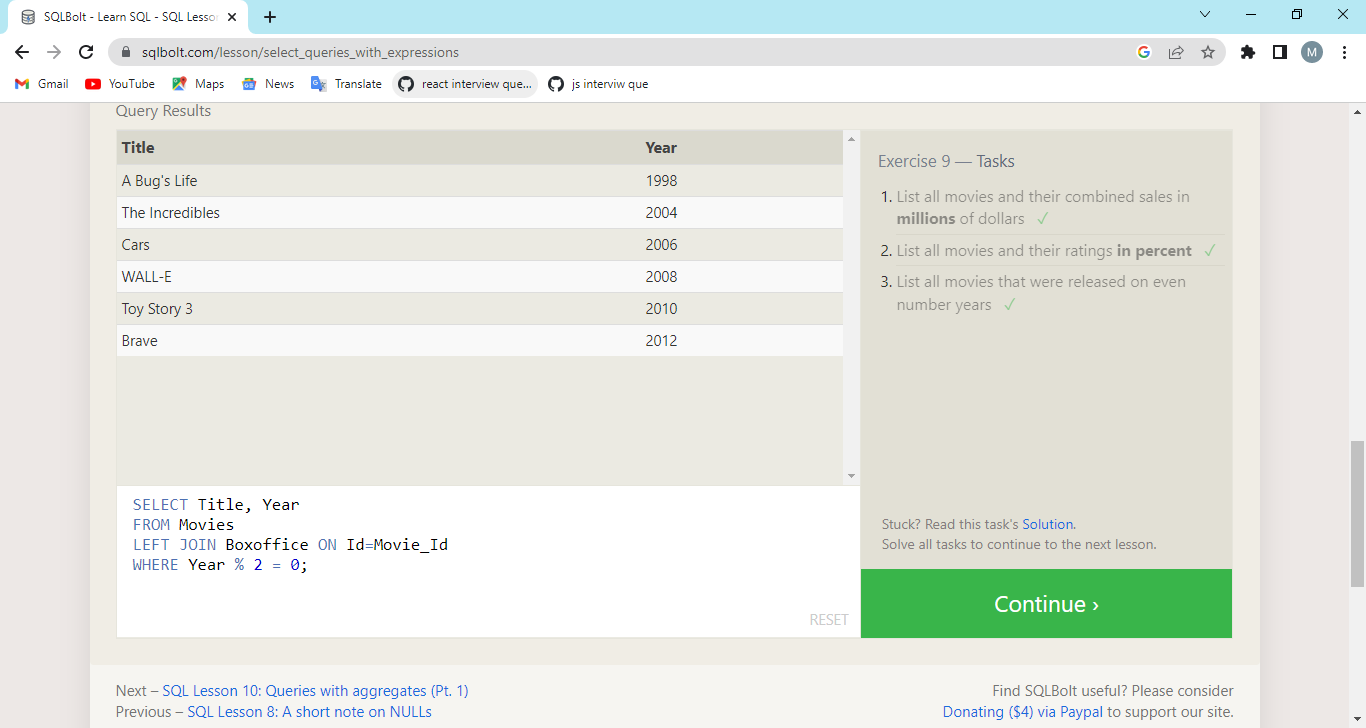 SQLBolt - Learn SQL - SQL Lesson
sqlbolt.com/lesson/select_queries_with_expressions
M
Gmail
YouTube
Maps
News
Translate
react interview que...
js interviw que
Query Results
Title Year
A Bug's Life 1998
The Incredibles 2004
Cars 2006
WALL-E 2008
Toy Story 3 2010
Brave 2012
SELECT Title, Year
FROM Movies
LEFT JOIN Boxoffice ON Id=Movie_Id
WHERE Year % 2 = 0;
RESET
Exercise 9 — Tasks
1. List all movies and their combined sales in
millions of dollars ✓
2. List all movies and their ratings in percent ✓
3. List all movies that were released on even
number years ✓
Stuck? Read this task's Solution.
Solve all tasks to continue to the next lesson.
Continue ›
Next – SQL Lesson 10: Queries with aggregates (Pt. 1)
Previous – SQL Lesson 8: A short note on NULLs
Find SQLBolt useful? Please consider
Donating ($4) via Paypal to support our site.